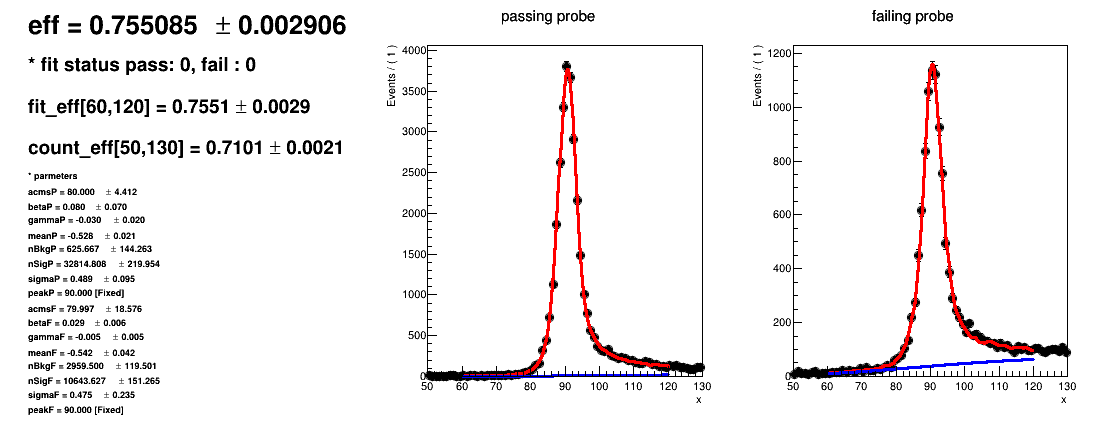 eff = 0.755085 ± 0.002906
* fit status pass: 0, fail : 0
fit_eff[60,120] = 0.7551 ± 0.0029
count_eff[50,130] = 0.7101 ± 0.0021
* parmeters
acmsP = 80.000 ± 4.412
betaP = 0.080 ± 0.070
gammaP = -0.030 ± 0.020
meanP = -0.528 ± 0.021
nBkgP = 625.667 ± 144.263
nSigP = 32814.808 ± 219.954
sigmaP = 0.489 ± 0.095
peakP = 90.000 [Fixed]
acmsF = 79.997 ± 18.576
betaF = 0.029 ± 0.006
gammaF = -0.005 ± 0.005
meanF = -0.542 ± 0.042
nBkgF = 2959.500 ± 119.501
nSigF = 10643.627 ± 151.265
sigmaF = 0.475 ± 0.235
peakF = 90.000 [Fixed]
passing probe
Events / ( 1 )
4000
3500
3000
2500
2000
1500
1000
500
0
50 60 70 80 90 100 110 120 130
x
failing probe
Events / ( 1 )
1200
1000
800
600
400
200
0
50 60 70 80 90 100 110 120 130
x